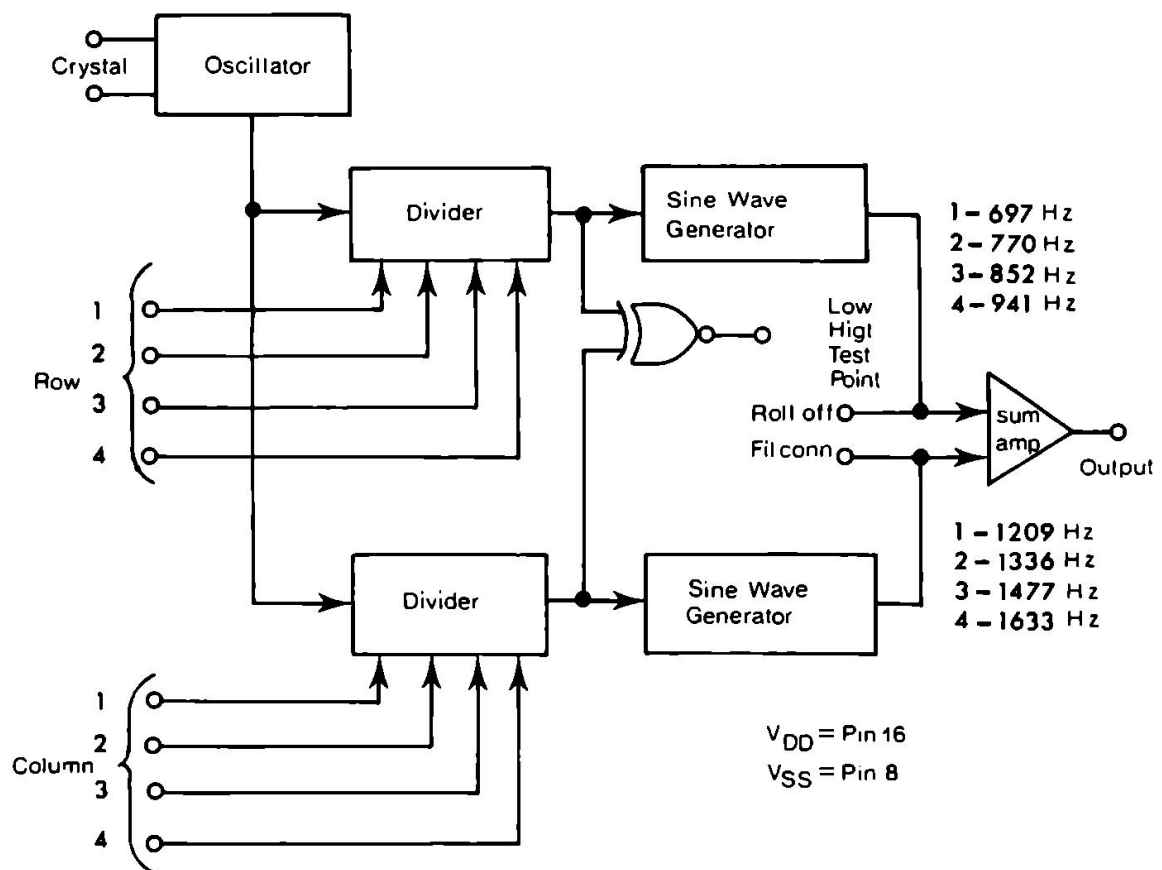 Crystal
Oscillator
Divider
Sine Wave
Generator
1-697 Hz
2-770 Hz
3-852 Hz
4-941 Hz
Row
1
2
3
4
Low
Higt
Test
Point
Roll off
Fil conn
sum
amp
Output
Divider
Sine Wave
Generator
1-1209 Hz
2-1336 Hz
3-1477 Hz
4-1633 Hz
Column
1
2
3
4
VDD = Pin 16
VSS = Pin 8